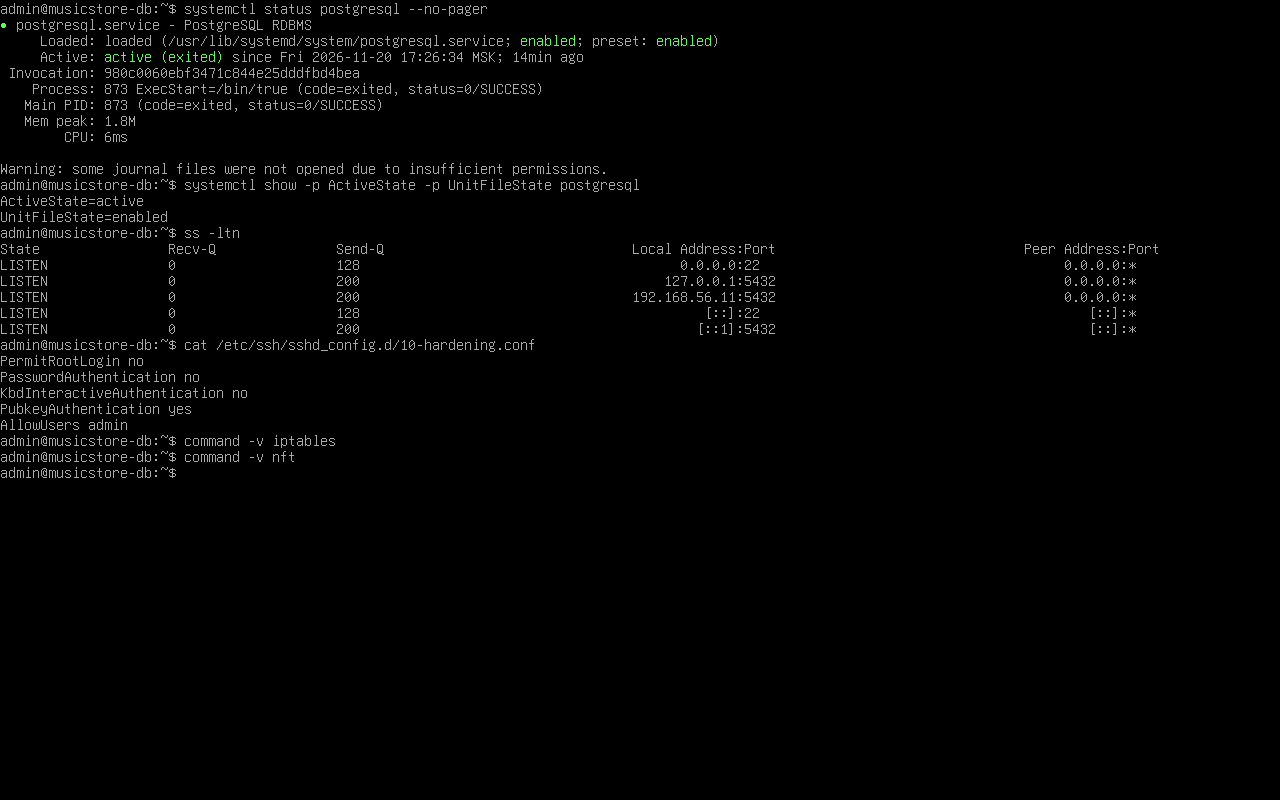 admin@musicstore-db:~$ systemctl status postgresql --no-pager
● postgresql.service - PostgreSQL RDBMS
     Loaded: loaded (/usr/lib/systemd/system/postgresql.service; enabled; preset: enabled)
     Active: active (exited) since Fri 2026-11-20 17:26:34 MSK; 14min ago
 Invocation: 980c0060ebf3471c844e25dddfbd4bea
    Process: 873 ExecStart=/bin/true (code=exited, status=0/SUCCESS)
   Main PID: 873 (code=exited, status=0/SUCCESS)
   Mem peak: 1.8M
        CPU: 6ms

Warning: some journal files were not opened due to insufficient permissions.
admin@musicstore-db:~$ systemctl show -p ActiveState -p UnitFileState postgresql
ActiveState=active
UnitFileState=enabled
admin@musicstore-db:~$ ss -ltn
State                Recv-Q               Send-Q                               Local Address:Port                               Peer Address:Port
LISTEN               0                    128                                        0.0.0.0:22                                      0.0.0.0:*
LISTEN               0                    200                                      127.0.0.1:5432                                    0.0.0.0:*
LISTEN               0                    200                                  192.168.56.11:5432                                    0.0.0.0:*
LISTEN               0                    128                                           [::]:22                                         [::]:*
LISTEN               0                    200                                          [::1]:5432                                       [::]:*
admin@musicstore-db:~$ cat /etc/ssh/sshd_config.d/10-hardening.conf
PermitRootLogin no
PasswordAuthentication no
KbdInteractiveAuthentication no
PubkeyAuthentication yes
AllowUsers admin
admin@musicstore-db:~$ command -v iptables
admin@musicstore-db:~$ command -v nft
admin@musicstore-db:~$